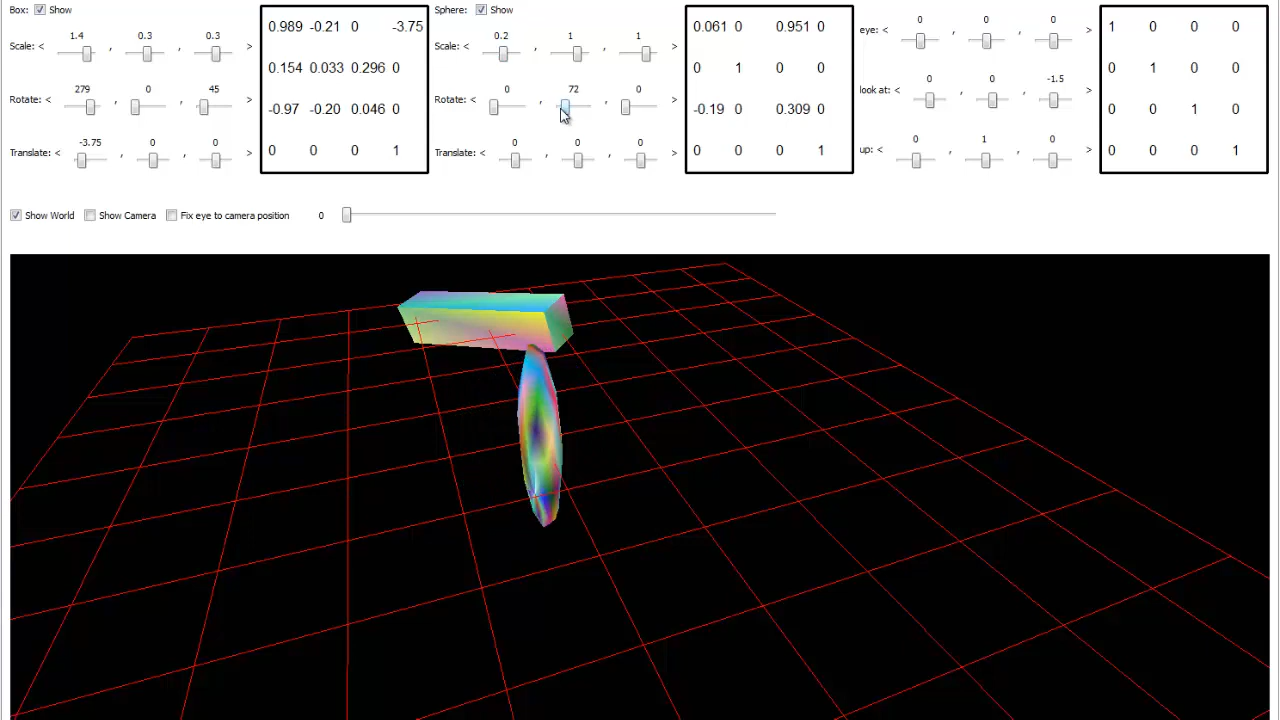 Box: Show
Scale: < 1.4 , 0.3 , 0.3 >
Rotate: < 279 , 0 , 45 >
Translate: < -3.75 , 0 , 0 >
0.989 -0.21 0 -3.75
0.154 0.033 0.296 0
-0.97 -0.20 0.046 0
0 0 0 1
Sphere: Show
Scale: < 0.2 , 1 , 1 >
Rotate: < 0 , 72 , 0 >
Translate: < 0 , 0 , 0 >
0.061 0 0.951 0
0 1 0 0
-0.19 0 0.309 0
0 0 0 1
eye: < 0 , 0 , 0 >
look at: < 0 , 0 , -1.5 >
up: < 0 , 1 , 0 >
1 0 0 0
0 1 0 0
0 0 1 0
0 0 0 1
Show World Show Camera Fix eye to camera position 0